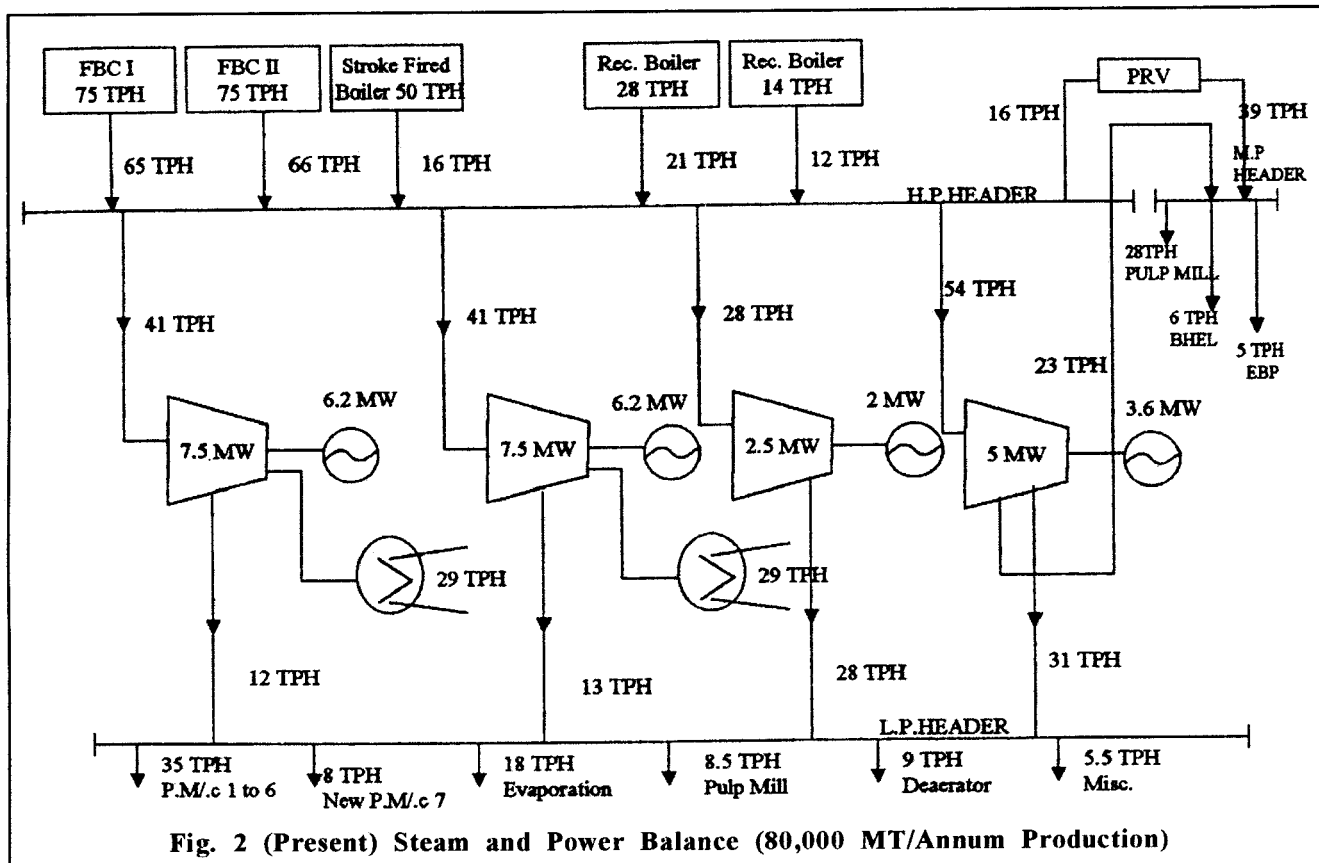 FBC I
75 TPH
FBC II
75 TPH
Stroke Fired
Boiler 50 TPH
Rec. Boiler
28 TPH
Rec. Boiler
14 TPH
PRV
16 TPH
39 TPH
M.P
HEADER
65 TPH
66 TPH
16 TPH
21 TPH
12 TPH
H.P.HEADER
28TPH
PULP MILL
6 TPH
BHEL
5 TPH
EBP
41 TPH
41 TPH
28 TPH
54 TPH
23 TPH
6.2 MW
6.2 MW
2 MW
3.6 MW
7.5 MW
7.5 MW
2.5 MW
5 MW
29 TPH
29 TPH
12 TPH
13 TPH
28 TPH
31 TPH
L.P.HEADER
35 TPH
P.M/.c 1 to 6
8 TPH
New P.M/.c 7
18 TPH
Evaporation
8.5 TPH
Pulp Mill
9 TPH
Deaerator
5.5 TPH
Misc.
Fig. 2 (Present) Steam and Power Balance (80,000 MT/Annum Production)